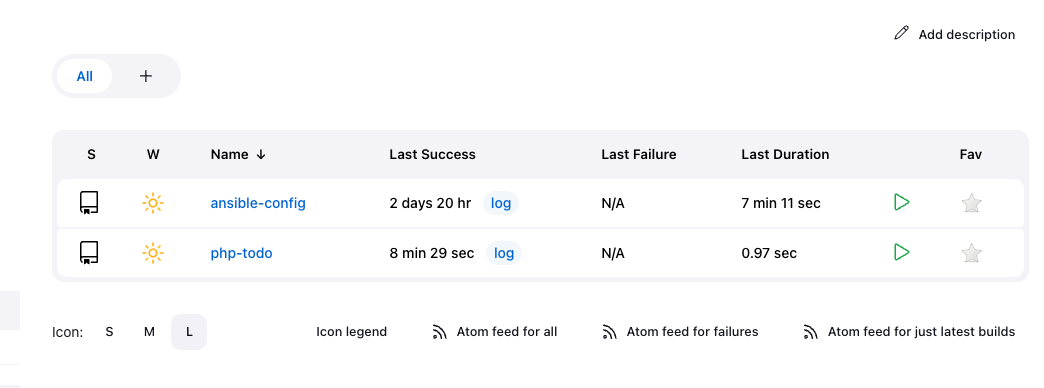 Add description
All +
S W Name ↓ Last Success Last Failure Last Duration Fav
ansible-config 2 days 20 hr log N/A 7 min 11 sec
php-todo 8 min 29 sec log N/A 0.97 sec
Icon: S M L Icon legend Atom feed for all Atom feed for failures Atom feed for just latest builds